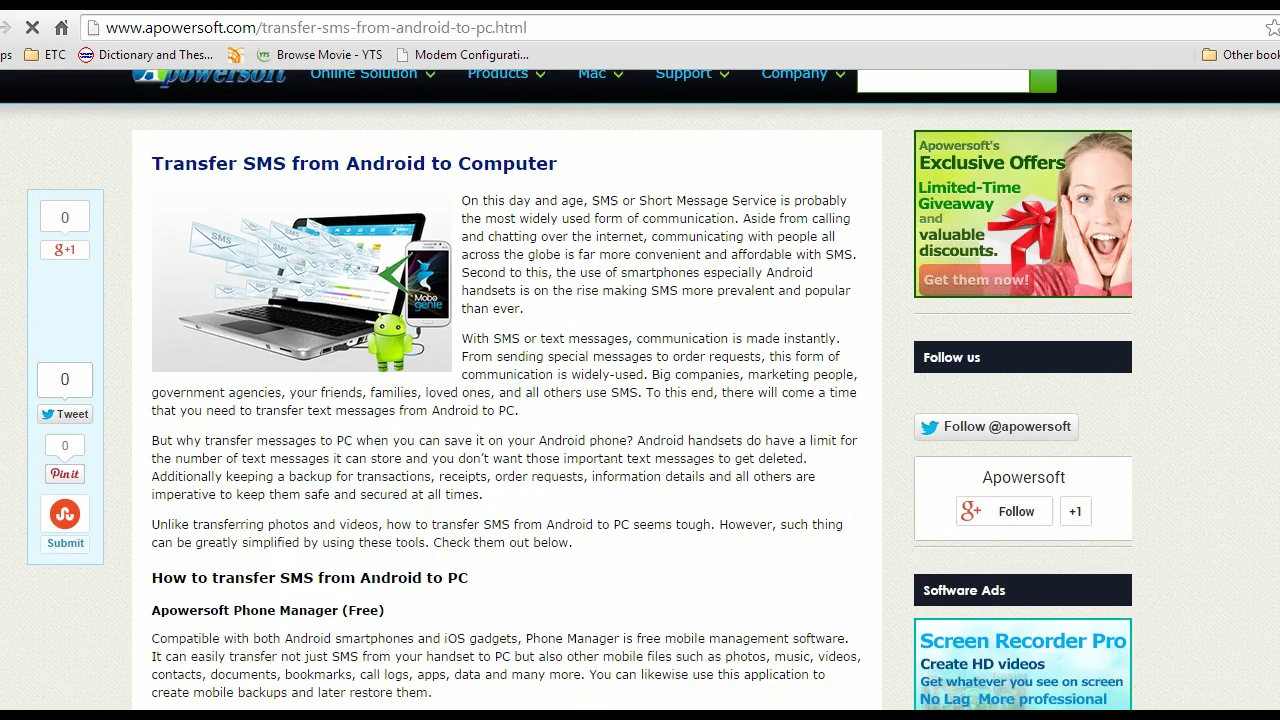 www.apowersoft.com/transfer-sms-from-android-to-pc.html
ps ETC Dictionary and Thes... YTS Browse Movie - YTS Modem Configurati... Other book
Apowersoft Online Solution Products Mac Support Company
Transfer SMS from Android to Computer
On this day and age, SMS or Short Message Service is probably
the most widely used form of communication. Aside from calling
and chatting over the internet, communicating with people all
across the globe is far more convenient and affordable with SMS.
Second to this, the use of smartphones especially Android
handsets is on the rise making SMS more prevalent and popular
than ever.
SMS
SMS
SMS
SMS
SMS
SMS
SMS
Mobo
genie
With SMS or text messages, communication is made instantly.
From sending special messages to order requests, this form of
communication is widely-used. Big companies, marketing people,
government agencies, your friends, families, loved ones, and all others use SMS. To this end, there will come a time
that you need to transfer text messages from Android to PC.
But why transfer messages to PC when you can save it on your Android phone? Android handsets do have a limit for
the number of text messages it can store and you don't want those important text messages to get deleted.
Additionally keeping a backup for transactions, receipts, order requests, information details and all others are
imperative to keep them safe and secured at all times.
Unlike transferring photos and videos, how to transfer SMS from Android to PC seems tough. However, such thing
can be greatly simplified by using these tools. Check them out below.
How to transfer SMS from Android to PC
Apowersoft Phone Manager (Free)
Compatible with both Android smartphones and iOS gadgets, Phone Manager is free mobile management software.
It can easily transfer not just SMS from your handset to PC but also other mobile files such as photos, music, videos,
contacts, documents, bookmarks, call logs, apps, data and many more. You can likewise use this application to
create mobile backups and later restore them.
0
g+1
0
Tweet
0
Pin it
Submit
Apowersoft's
Exclusive Offers
Limited-Time
Giveaway
and
valuable
discounts.
Get them now!
Follow us
Follow @apowersoft
Apowersoft
g+ Follow +1
Software Ads
Screen Recorder Pro
Create HD videos
Get whatever you see on screen
No Lag More professional